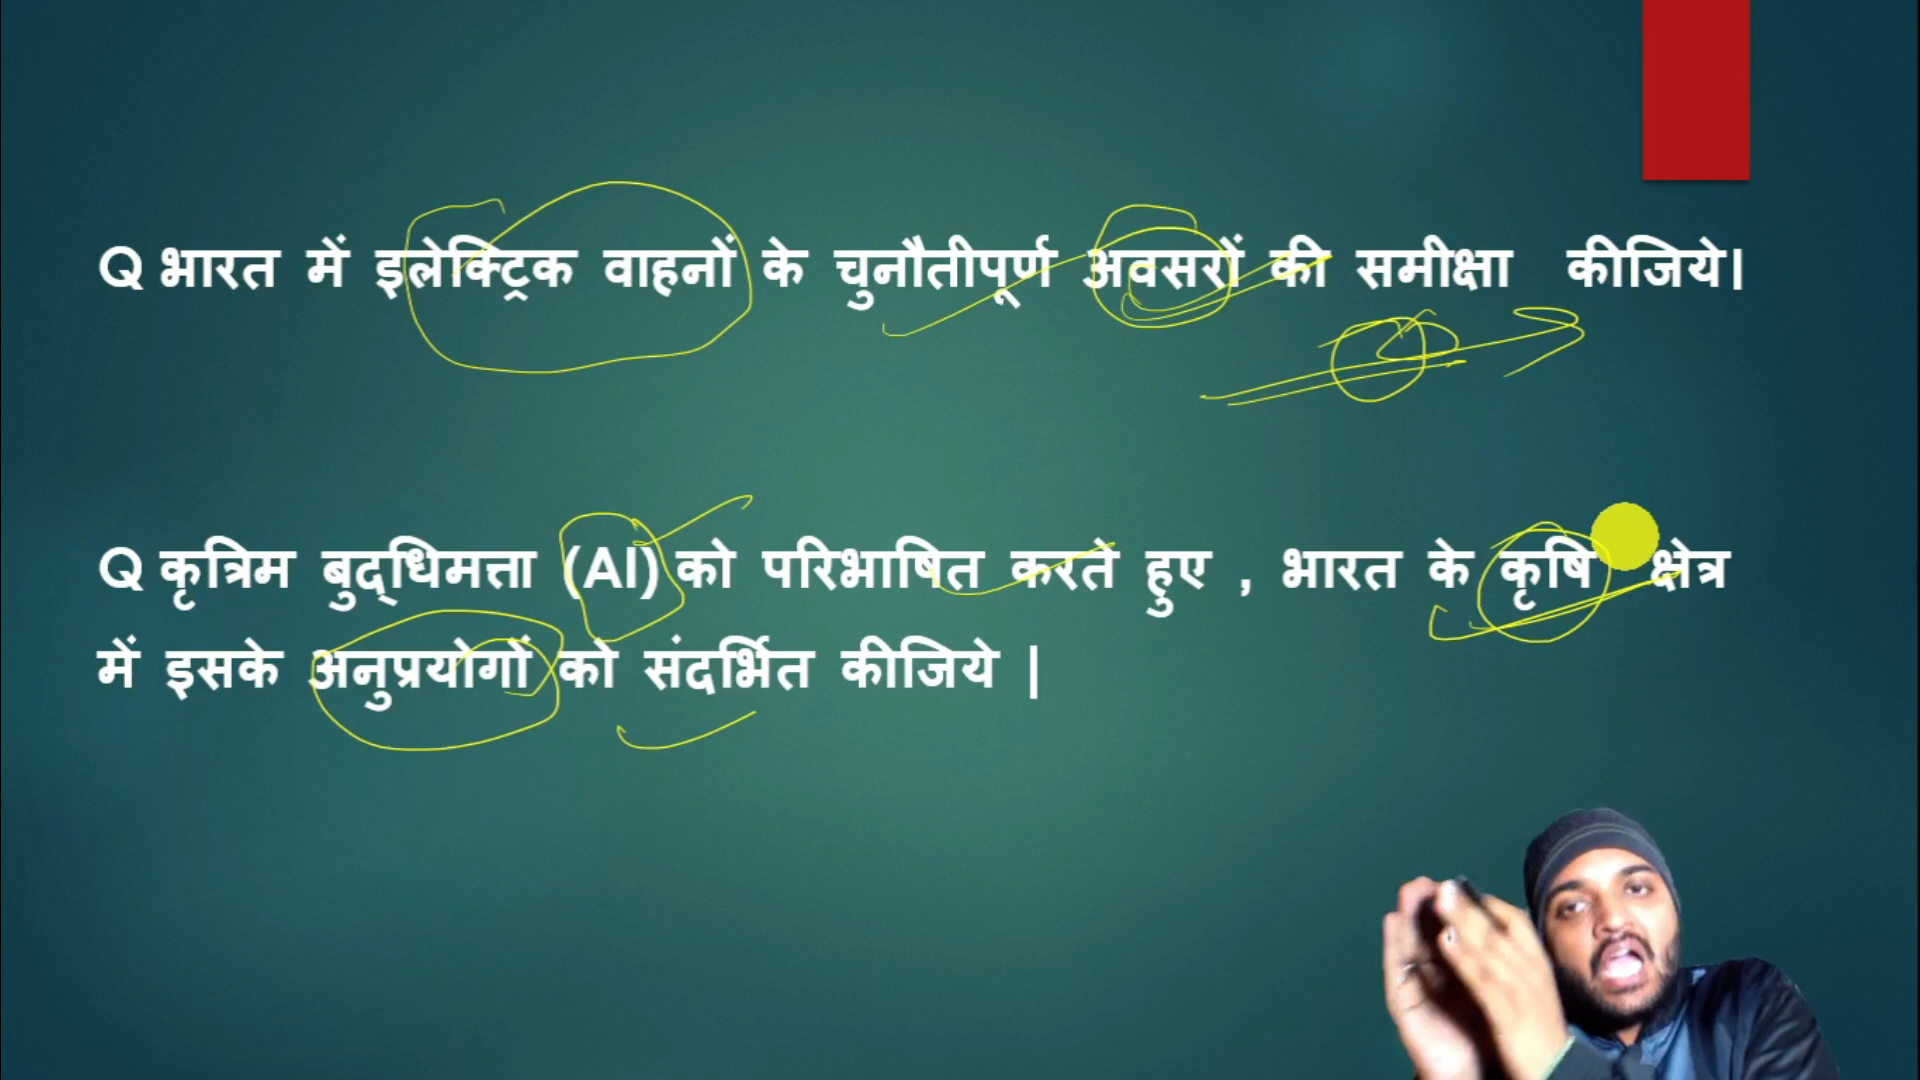 Q भारत में इलेक्ट्रिक वाहनों के चुनौतीपूर्ण अवसरों की समीक्षा कीजिये।
Q कृत्रिम बुद्धिमत्ता (AI) को परिभाषित करते हुए , भारत के कृषि क्षेत्र
में इसके अनुप्रयोगों को संदर्भित कीजिये |